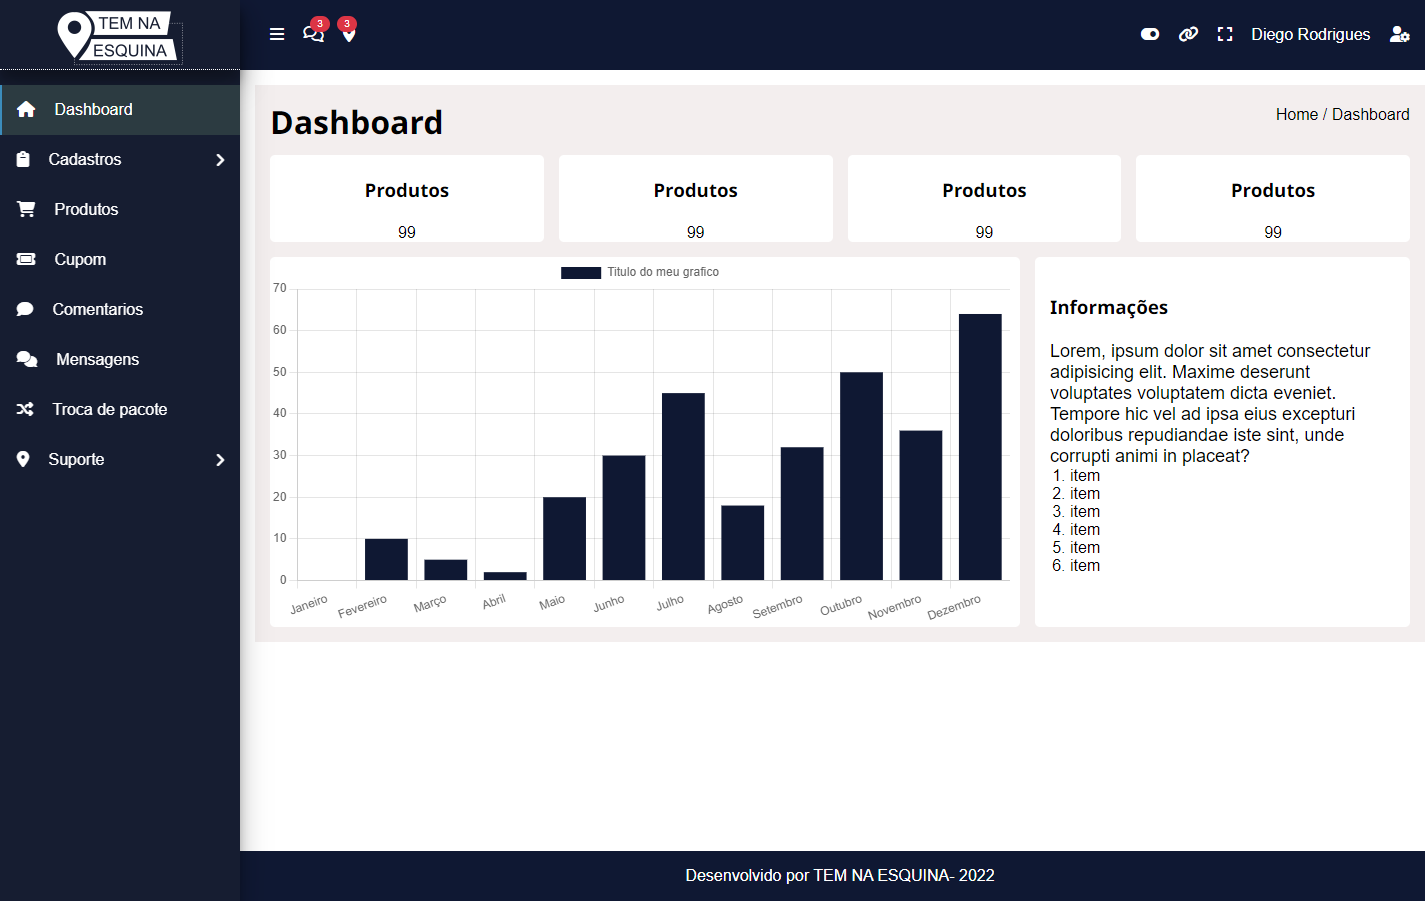 TEM NA
ESQUINA
3
3
Diego Rodrigues
Dashboard
Cadastros
Produtos
Cupom
Comentarios
Mensagens
Troca de pacote
Suporte
Dashboard
Home / Dashboard
Produtos
99
Produtos
99
Produtos
99
Produtos
99
Titulo do meu grafico
70
60
50
40
30
20
10
0
Janeiro
Fevereiro
Março
Abril
Maio
Junho
Julho
Agosto
Setembro
Outubro
Novembro
Dezembro
Informações
Lorem, ipsum dolor sit amet consectetur
adipisicing elit. Maxime deserunt
voluptates voluptatem dicta eveniet.
Tempore hic vel ad ipsa eius excepturi
doloribus repudiandae iste sint, unde
corrupti animi in placeat?
1. item
2. item
3. item
4. item
5. item
6. item
Desenvolvido por TEM NA ESQUINA- 2022